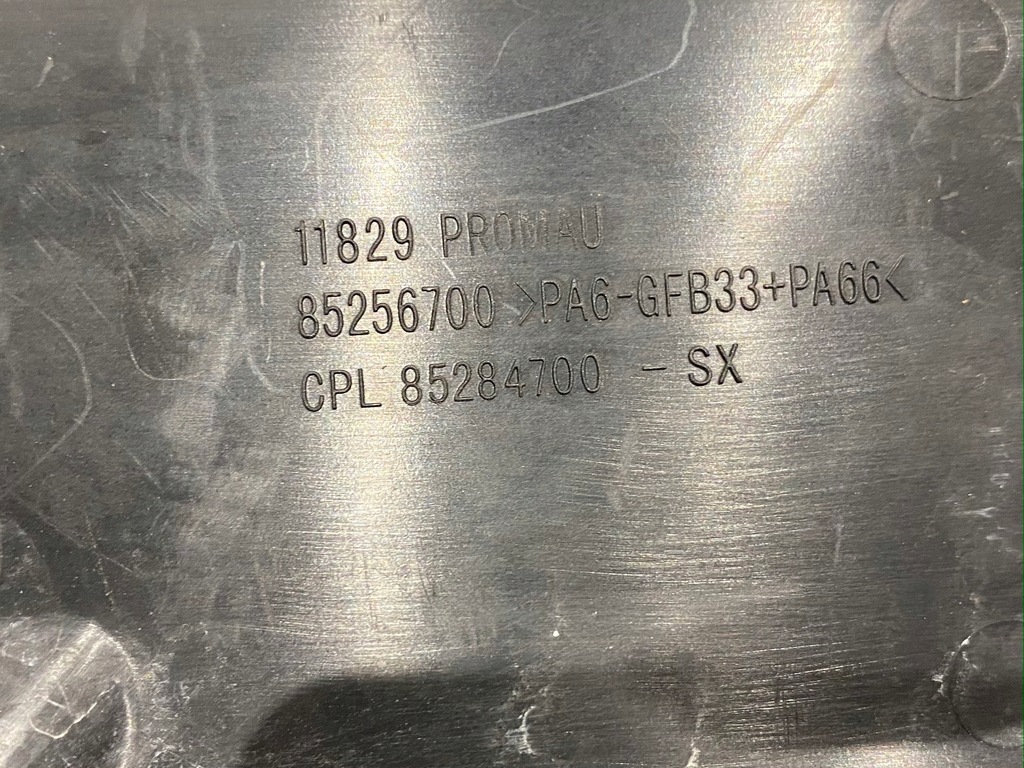 11829 PROMAU
85256700 >PA6-GFB33+PA66<
CPL 85284700 - SX